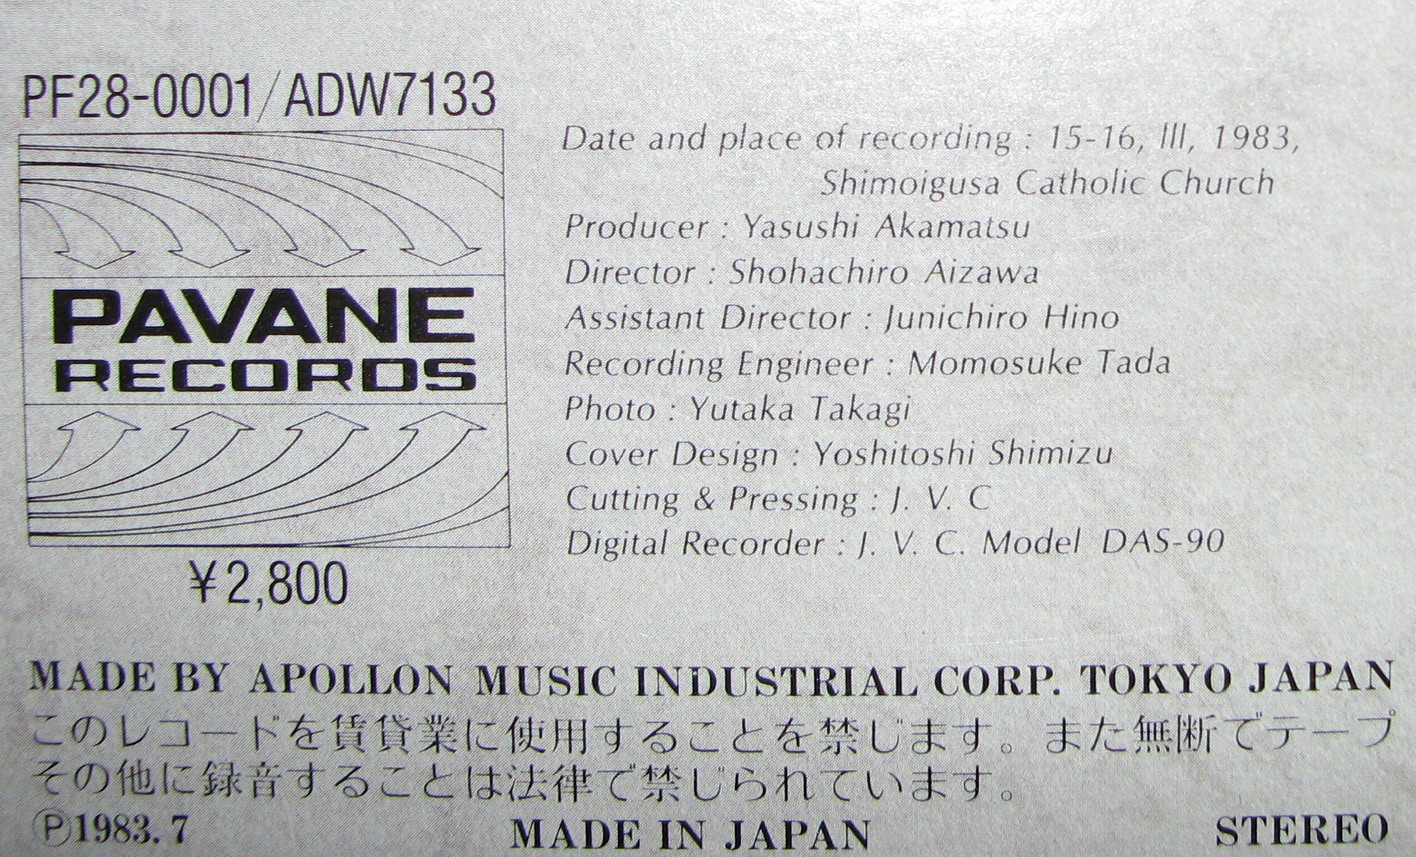 PF28-0001/ADW7133
PAVANE
RECORDS
¥2,800
Date and place of recording : 15-16, III, 1983,
Shimoigusa Catholic Church
Producer : Yasushi Akamatsu
Director : Shohachiro Aizawa
Assistant Director : Junichiro Hino
Recording Engineer : Momosuke Tada
Photo : Yutaka Takagi
Cover Design : Yoshitoshi Shimizu
Cutting & Pressing : J. V. C
Digital Recorder : J. V. C. Model DAS-90
MADE BY APOLLON MUSIC INDUSTRIAL CORP. TOKYO JAPAN
このレコードを賃貸業に使用することを禁じます。また無断でテープ
その他に録音することは法律で禁じられています。
Ⓟ1983.7 MADE IN JAPAN STEREO